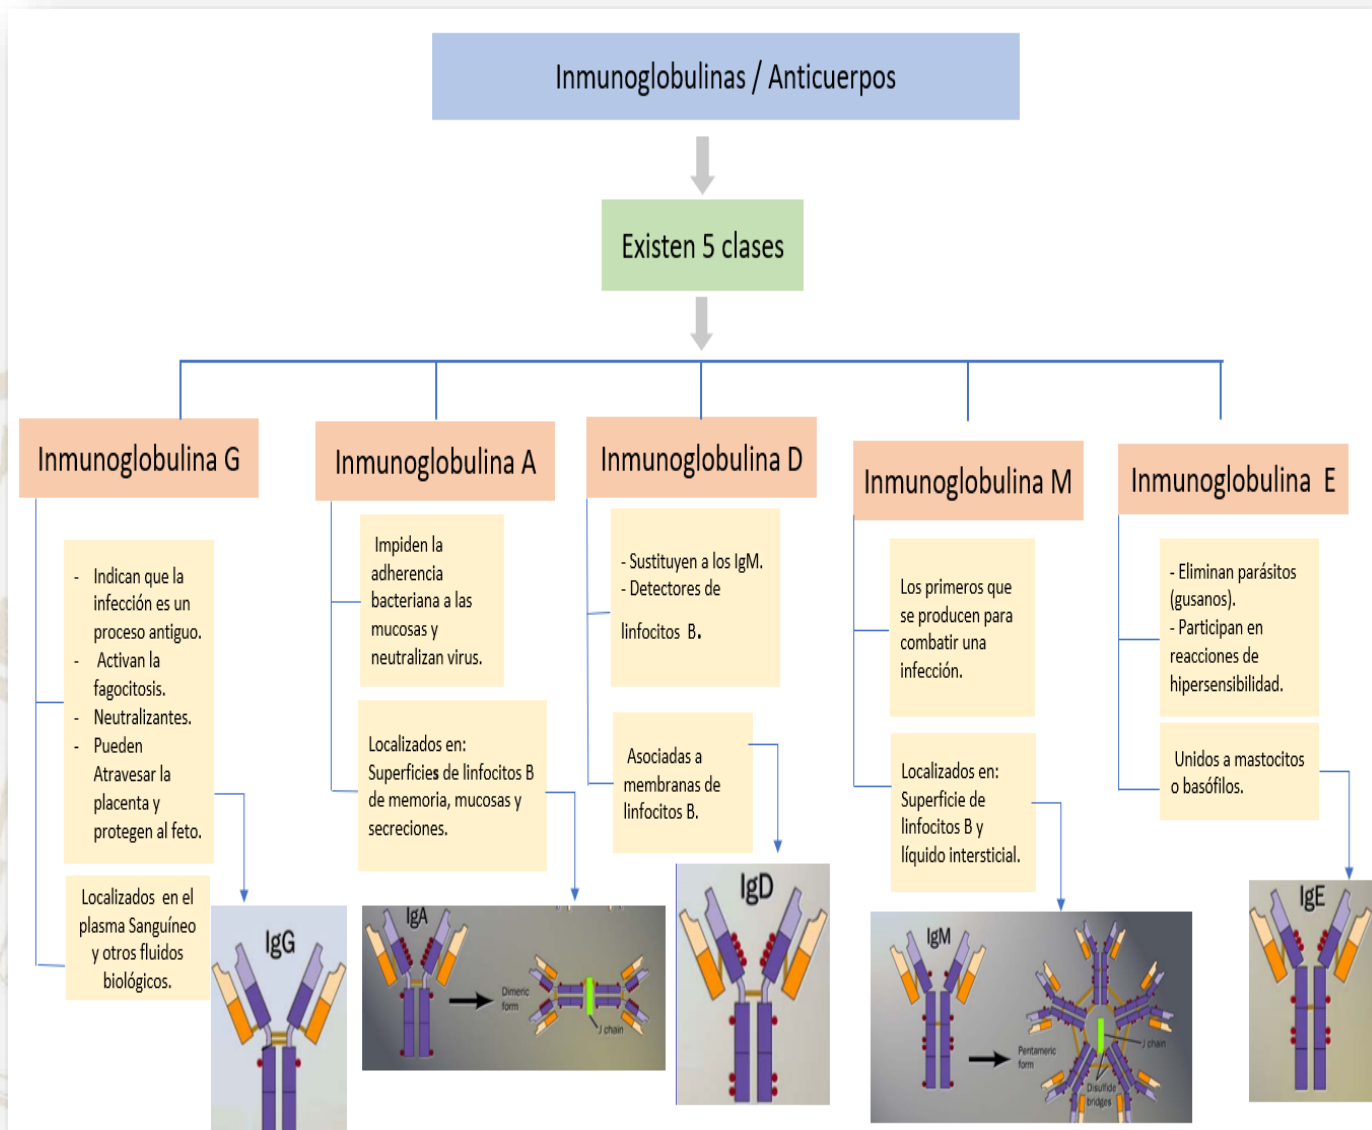 Inmunoglobulinas / Anticuerpos
Existen 5 clases
Inmunoglobulina G
- Indican que la
infección es un
proceso antiguo.
- Activan la
fagocitosis.
- Neutralizantes.
- Pueden
Atravesar la
placenta y
protegen al feto.
Localizados en el
plasma Sanguíneo
y otros fluidos
biológicos.
IgG
Inmunoglobulina A
Impiden la
adherencia
bacteriana a las
mucosas y
neutralizan virus.
Localizados en:
Superficies de linfocitos B
de memoria, mucosas y
secreciones.
IgA
Dimeric
form
J chain
Inmunoglobulina D
- Sustituyen a los IgM.
- Detectores de
linfocitos B.
Asociadas a
membranas de
linfocitos B.
IgD
Inmunoglobulina M
Los primeros que
se producen para
combatir una
infección.
Localizados en:
Superficie de
linfocitos B y
líquido intersticial.
IgM
Pentameric
form
J chain
Disulfide
bridges
Inmunoglobulina E
- Eliminan parásitos
(gusanos).
- Participan en
reacciones de
hipersensibilidad.
Unidos a mastocitos
o basófilos.
IgE